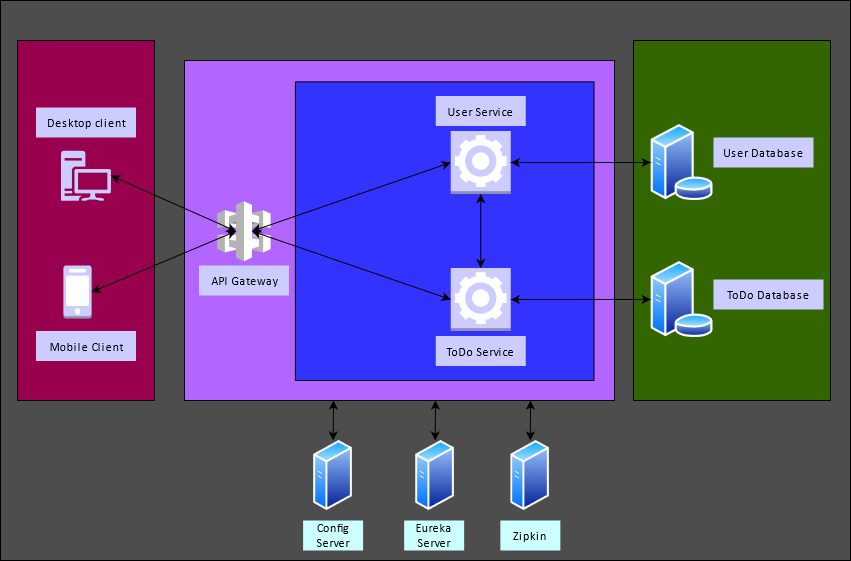 Desktop client
Mobile Client
API Gateway
User Service
ToDo Service
User Database
ToDo Database
Config
Server
Eureka
Server
Zipkin